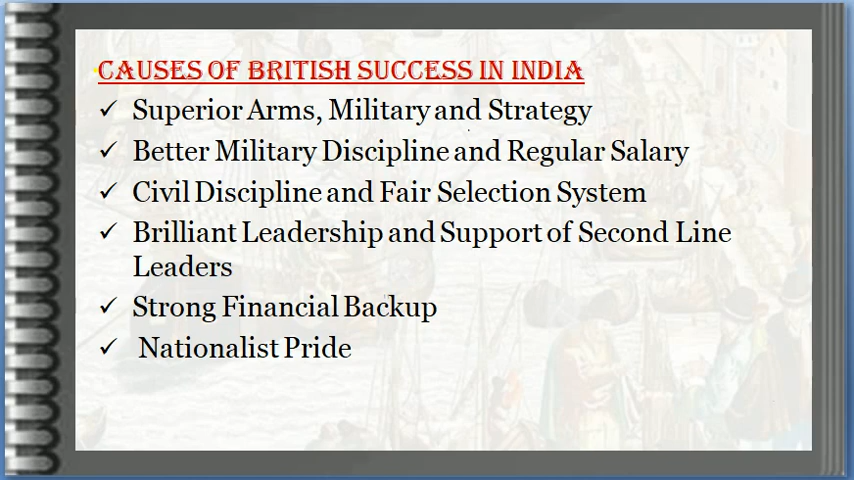 CAUSES OF BRITISH SUCCESS IN INDIA
✓ Superior Arms, Military and Strategy
✓ Better Military Discipline and Regular Salary
✓ Civil Discipline and Fair Selection System
✓ Brilliant Leadership and Support of Second Line
Leaders
✓ Strong Financial Backup
✓ Nationalist Pride